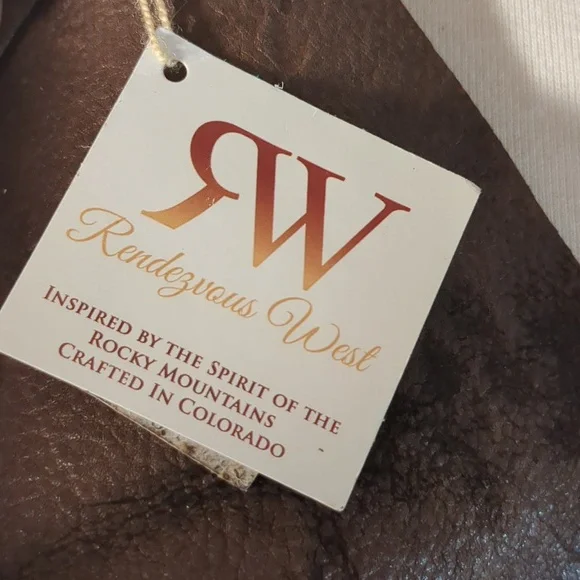 RW
Rendezvous West
INSPIRED BY THE SPIRIT OF THE
ROCKY MOUNTAINS
CRAFTED IN COLORADO